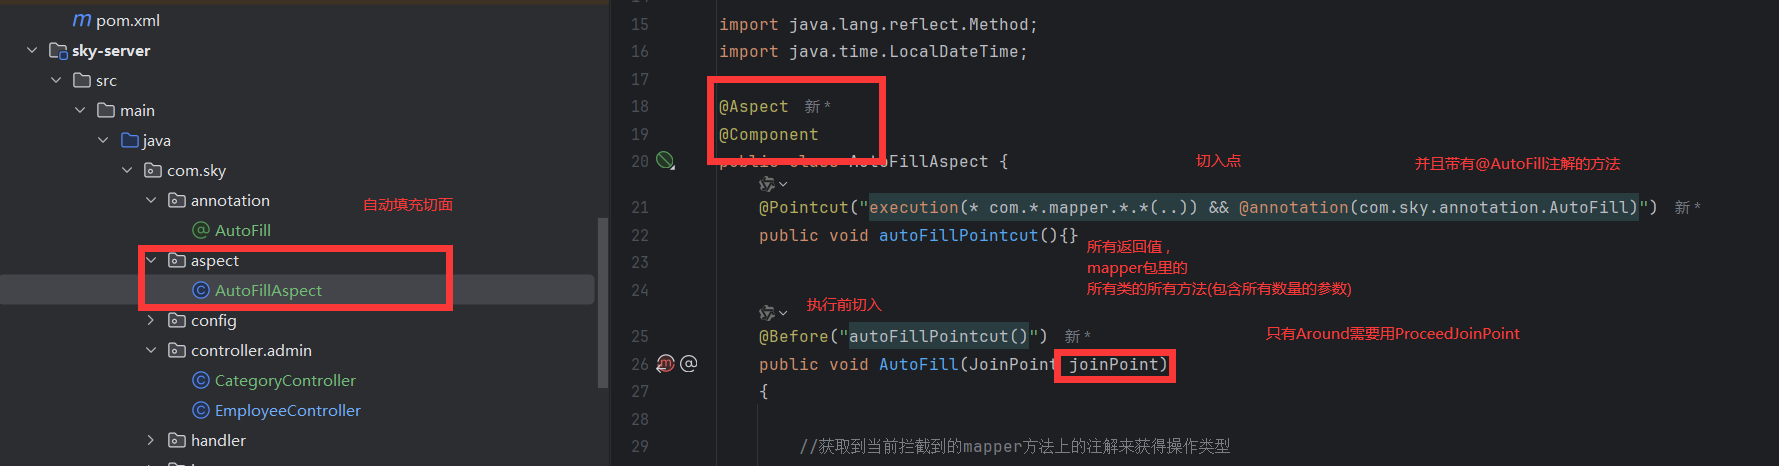 pom.xml
sky-server
src
main
java
com.sky
annotation
自动填充切面
AutoFill
aspect
AutoFillAspect
config
controller.admin
CategoryController
EmployeeController
handler
15 import java.lang.reflect.Method;
16 import java.time.LocalDateTime;
17
18 @Aspect 新 *
19 @Component
20 public class AutoFillAspect {
切入点
并且带有@AutoFill注解的方法
21 @Pointcut("execution(* com.*.mapper.*.*(..)) && @annotation(com.sky.annotation.AutoFill)") 新 *
22 public void autoFillPointcut(){}
所有返回值，
23
mapper包里的
24
所有类的所有方法(包含所有数量的参数)
执行前切入
25 @Before("autoFillPointcut()") 新 *
只有Around需要用ProceedJoinPoint
26 public void AutoFill(JoinPoint joinPoint)
27 {
28
29 //获取到当前拦截到的mapper方法上的注解来获得操作类型